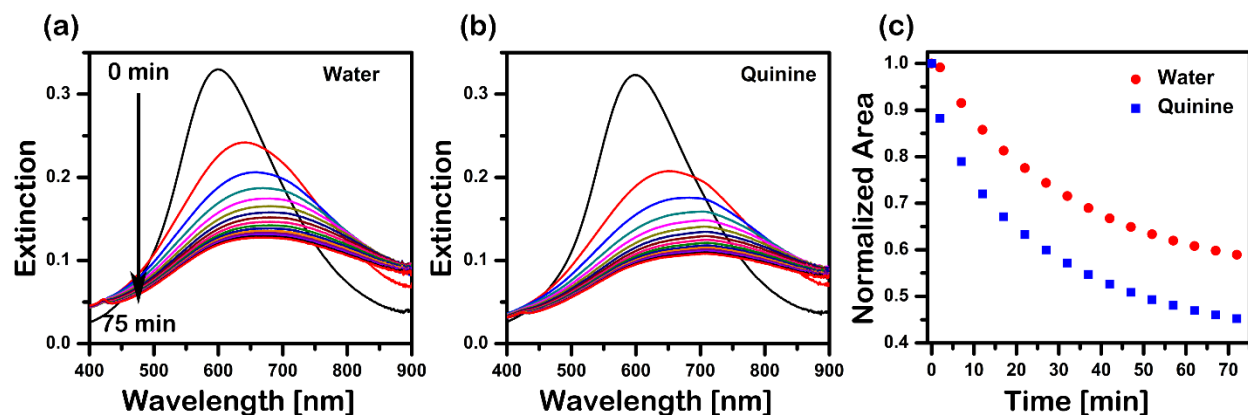 (a)
0 min
Water
75 min
Extinction
0.3
0.2
0.1
0.0
400 500 600 700 800 900
Wavelength [nm]
(b)
Quinine
Extinction
0.3
0.2
0.1
0.0
400 500 600 700 800 900
Wavelength [nm]
(c)
Water
Quinine
Normalized Area
1.0
0.9
0.8
0.7
0.6
0.5
0.4
0 10 20 30 40 50 60 70
Time [min]